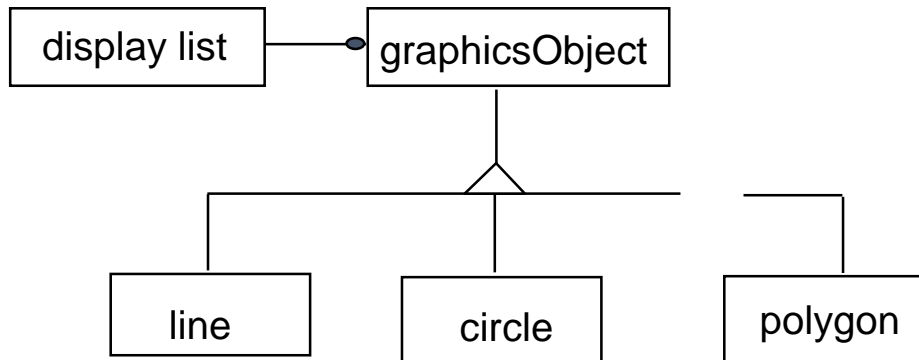 display list
graphicsObject
line
circle
polygon